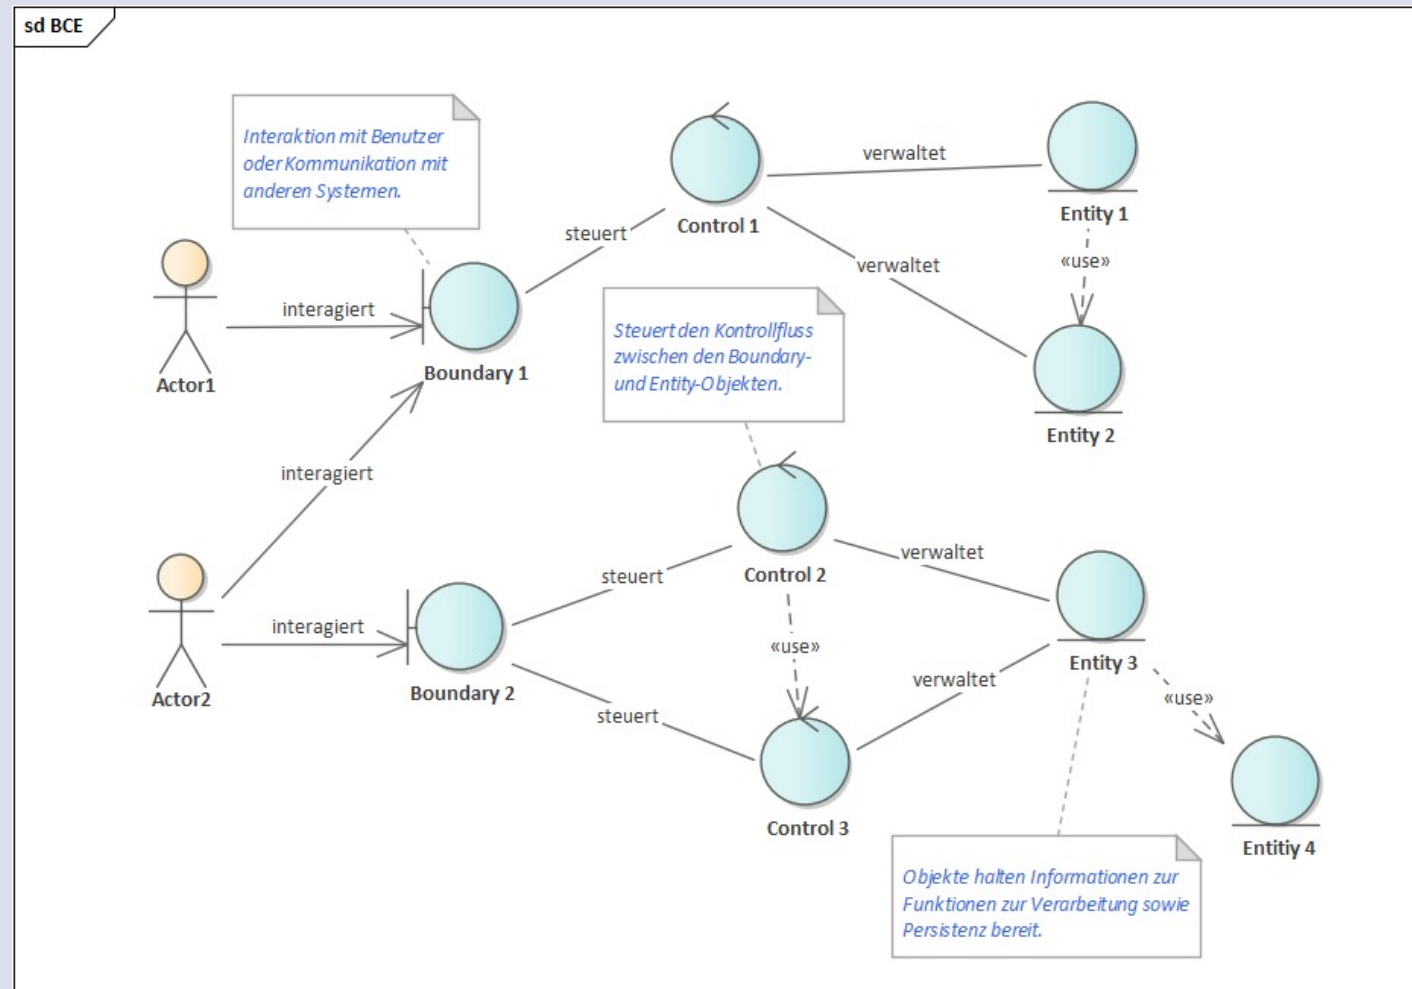 sd BCE
Interaktion mit Benutzer
oder Kommunikation mit
anderen Systemen.
verwaltet
Control 1
Entity 1
steuert
verwaltet
«use»
interagiert
Actor1
Boundary 1
Steuert den Kontrollfluss
zwischen den Boundary-
und Entity-Objekten.
Entity 2
interagiert
Control 2
verwaltet
steuert
interagiert
«use»
Entity 3
verwaltet
Actor2
Boundary 2
steuert
«use»
Control 3
Entitiy 4
Objekte halten Informationen zur
Funktionen zur Verarbeitung sowie
Persistenz bereit.